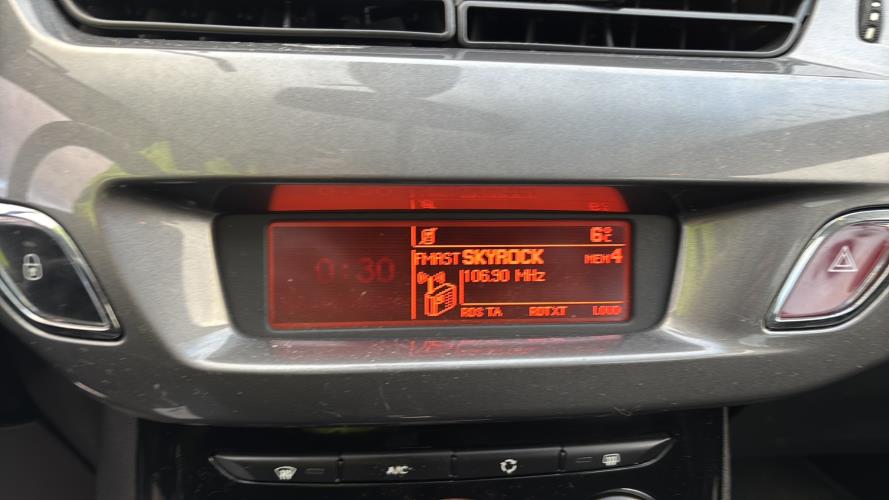 6°C
FMAST SKYROCK MEM4
0:30
106.90 MHz
RDS TA RDTXT LOUD
A/C